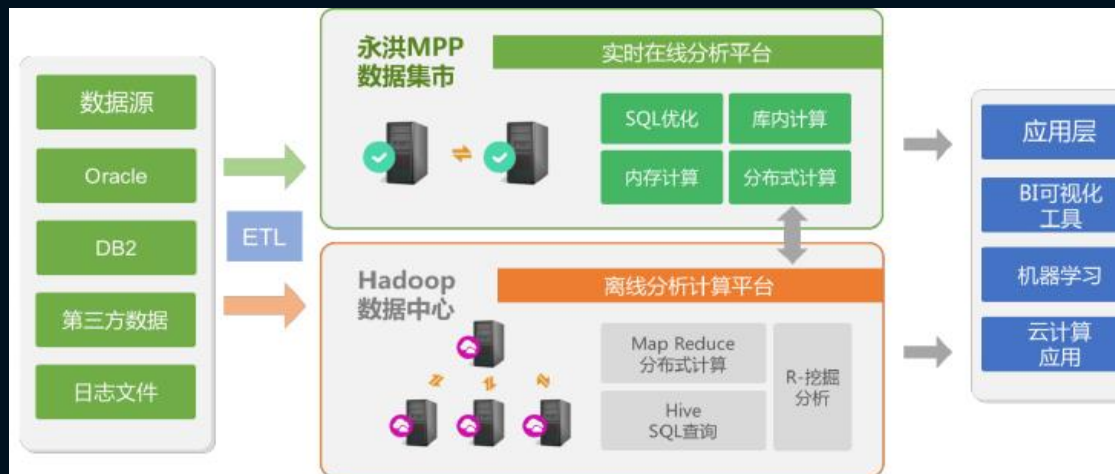 数据源
Oracle
DB2
第三方数据
日志文件
ETL
永洪MPP
数据集市
实时在线分析平台
SQL优化
库内计算
内存计算
分布式计算
Hadoop
数据中心
离线分析计算平台
Map Reduce
分布式计算
Hive
SQL查询
R-挖掘
分析
应用层
BI可视化
工具
机器学习
云计算
应用